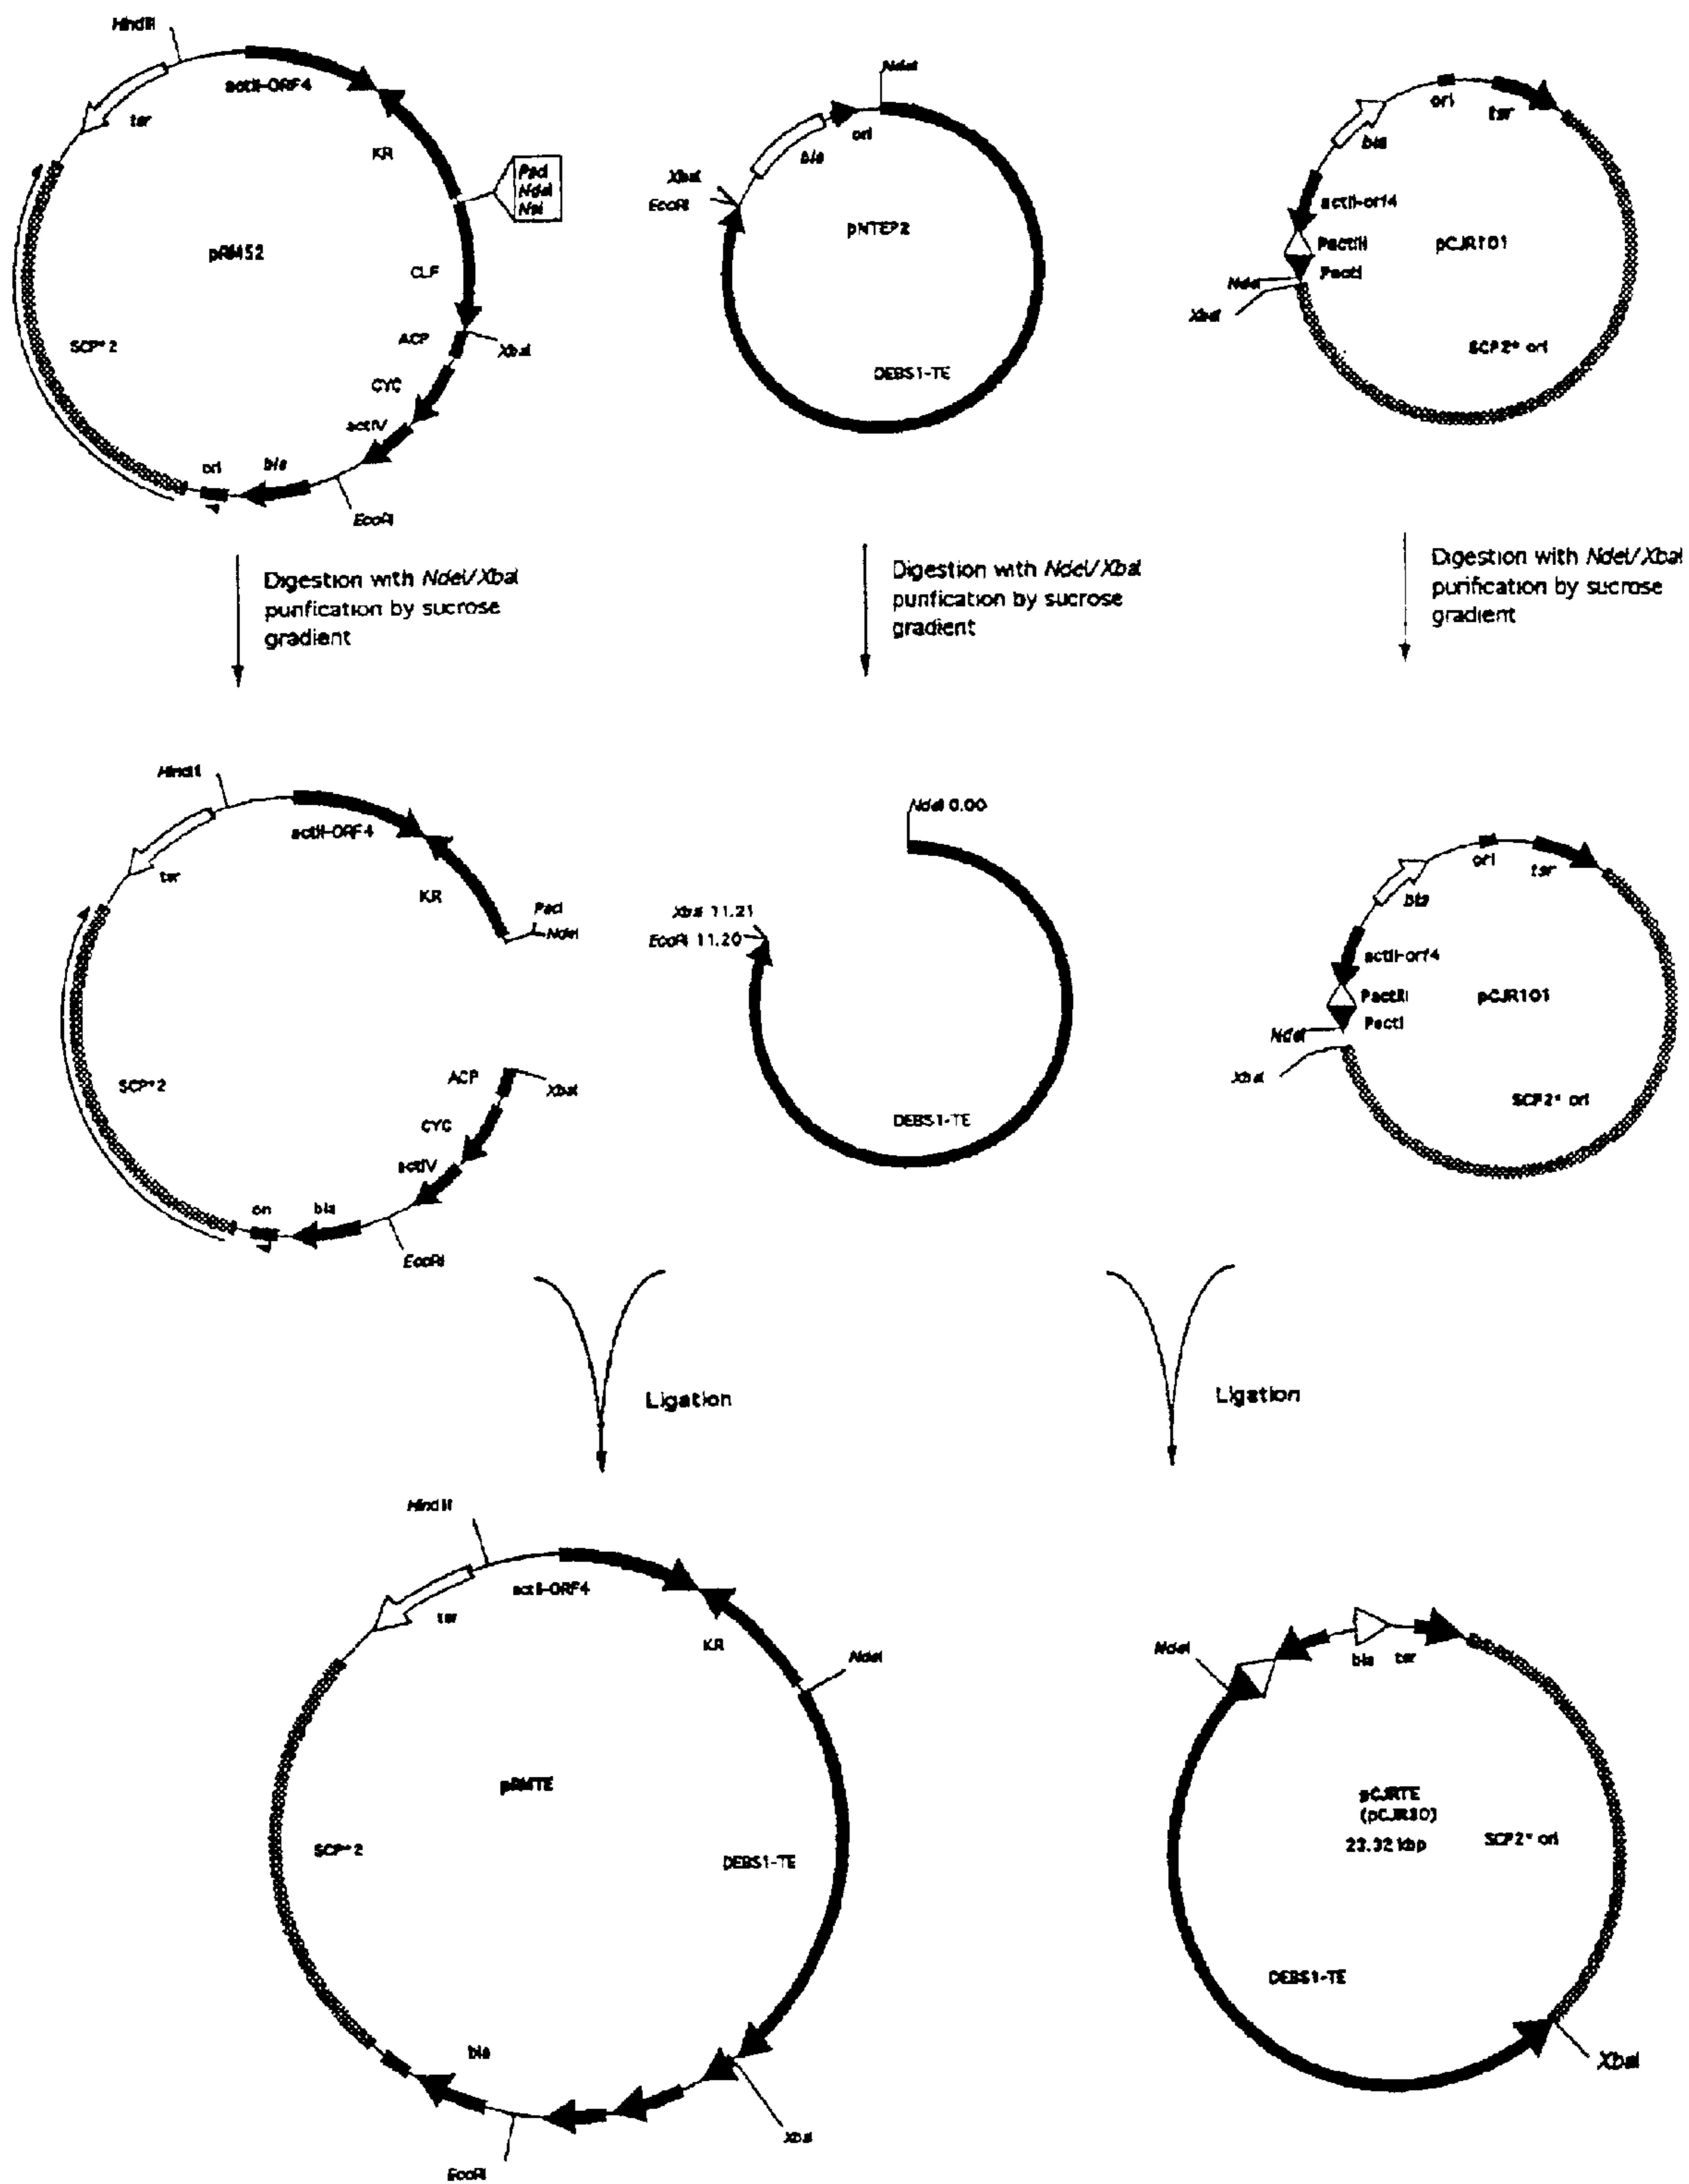 HindIII
actII-ORF4
tsr
KR
PacI
NdeI
NsiI
pRM52
CLF
ACP
XbaI
SCP*2
CYC
actIV
ori
bla
EcoRI
NdeI
ori
bla
XbaI
EcoRI
pNTEP2
DEBS1-TE
ori
tsr
bla
actII-orf4
PactIII
PactI
pCJR101
NdeI
XbaI
SCP2* ori
Digestion with NdeI/XbaI
purification by sucrose
gradient
Digestion with NdeI/XbaI
purification by sucrose
gradient
Digestion with NdeI/XbaI
purification by sucrose
gradient
HindIII
actII-ORF4
tsr
KR
PacI
NdeI
ACP
XbaI
SCP*2
CYC
actIV
ori
bla
EcoRI
NdeI 0.00
XbaI 11.21
EcoRI 11.20
DEBS1-TE
ori
tsr
bla
actII-orf4
PactIII
PactI
pCJR101
NdeI
XbaI
SCP2* ori
Ligation
Ligation
HindIII
actII-ORF4
tsr
KR
NdeI
pRMTE
SCP*2
DEBS1-TE
bla
XbaI
EcoRI
NdeI
bla tsr
pCJRTE
(pCJR30)
23.321kbp
SCP2* ori
DEBS1-TE
XbaI